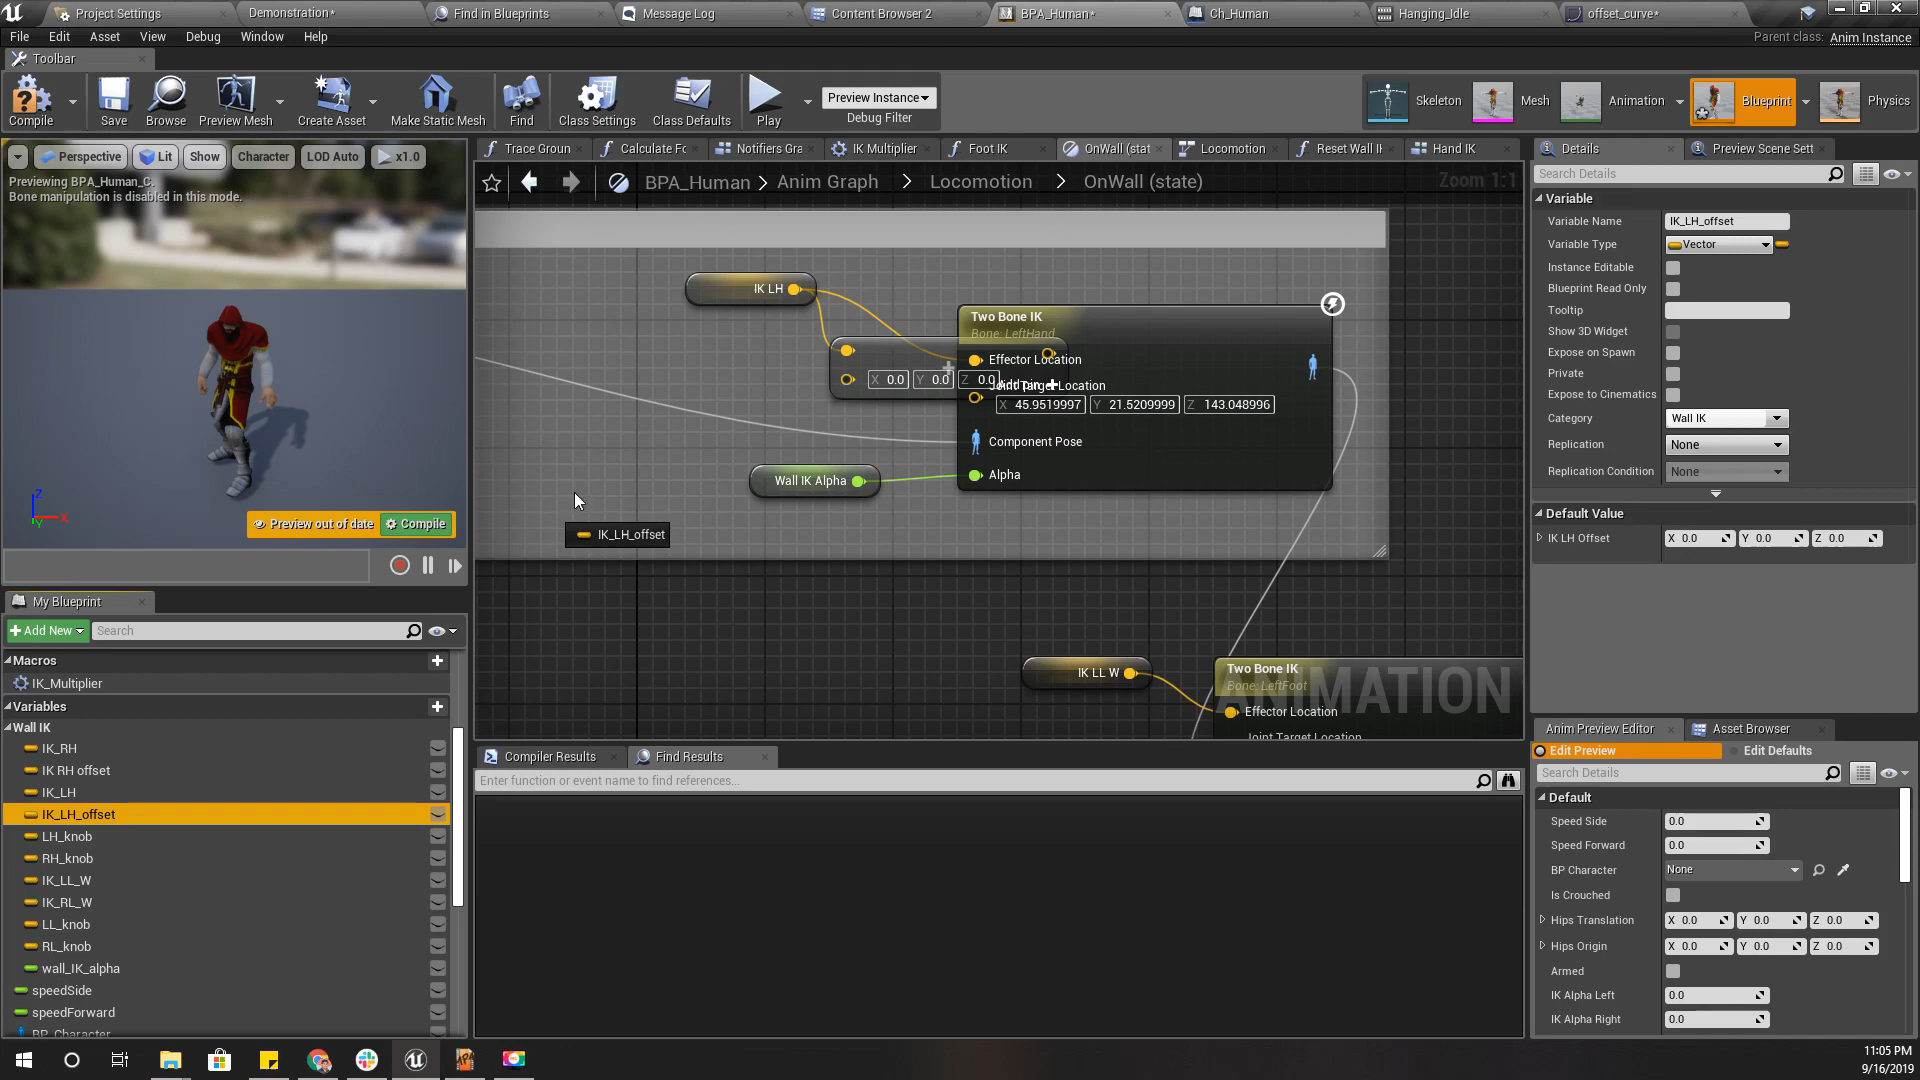 Project Settings
Demonstration*
Find in Blueprints
Message Log
Content Browser 2
BPA_Human*
Ch_Human
Hanging_Idle
offset_curve*
File Edit Asset View Debug Window Help
Parent class: Anim Instance
Toolbar
Compile
Save
Browse
Preview Mesh
Create Asset
Make Static Mesh
Find
Class Settings
Class Defaults
Play
Preview Instance
Debug Filter
Skeleton
Mesh
Animation
Blueprint
Physics
Perspective Lit Show Character LOD Auto x1.0
Previewing BPA_Human_C.
Bone manipulation is disabled in this mode.
Z
X
Y
Preview out of date
Compile
Trace Groun
Calculate Fo
Notifiers Gra
IK Multiplier
Foot IK
OnWall (stat
Locomotion
Reset Wall I
Hand IK
BPA_Human > Anim Graph > Locomotion > OnWall (state)
Zoom 1:1
IK LH
Two Bone IK
Bone: LeftHand
Effector Location
X 0.0 Y 0.0 Z 0.0
Add pin +
Joint Target Location
X 45.9519997 Y 21.5209999 Z 143.048996
Component Pose
Wall IK Alpha
Alpha
IK_LH_offset
IK LL W
Two Bone IK
Bone: LeftFoot
Effector Location
Joint Target Location
ANIMATION
My Blueprint
Add New
Search
Macros
IK_Multiplier
Variables
Wall IK
IK_RH
IK RH offset
IK_LH
IK_LH_offset
LH_knob
RH_knob
IK_LL_W
IK_RL_W
LL_knob
RL_knob
wall_IK_alpha
speedSide
speedForward
BP_Character
Compiler Results
Find Results
Enter function or event name to find references...
Details
Preview Scene Sett
Search Details
Variable
Variable Name IK_LH_offset
Variable Type Vector
Instance Editable
Blueprint Read Only
Tooltip
Show 3D Widget
Expose on Spawn
Private
Expose to Cinematics
Category Wall IK
Replication None
Replication Condition None
Default Value
IK LH Offset X 0.0 Y 0.0 Z 0.0
Anim Preview Editor
Asset Browser
Edit Preview
Edit Defaults
Search Details
Default
Speed Side 0.0
Speed Forward 0.0
BP Character None
Is Crouched
Hips Translation X 0.0 Y 0.0 Z 0.0
Hips Origin X 0.0 Y 0.0 Z 0.0
Armed
IK Alpha Left 0.0
IK Alpha Right 0.0
11:05 PM
9/16/2019